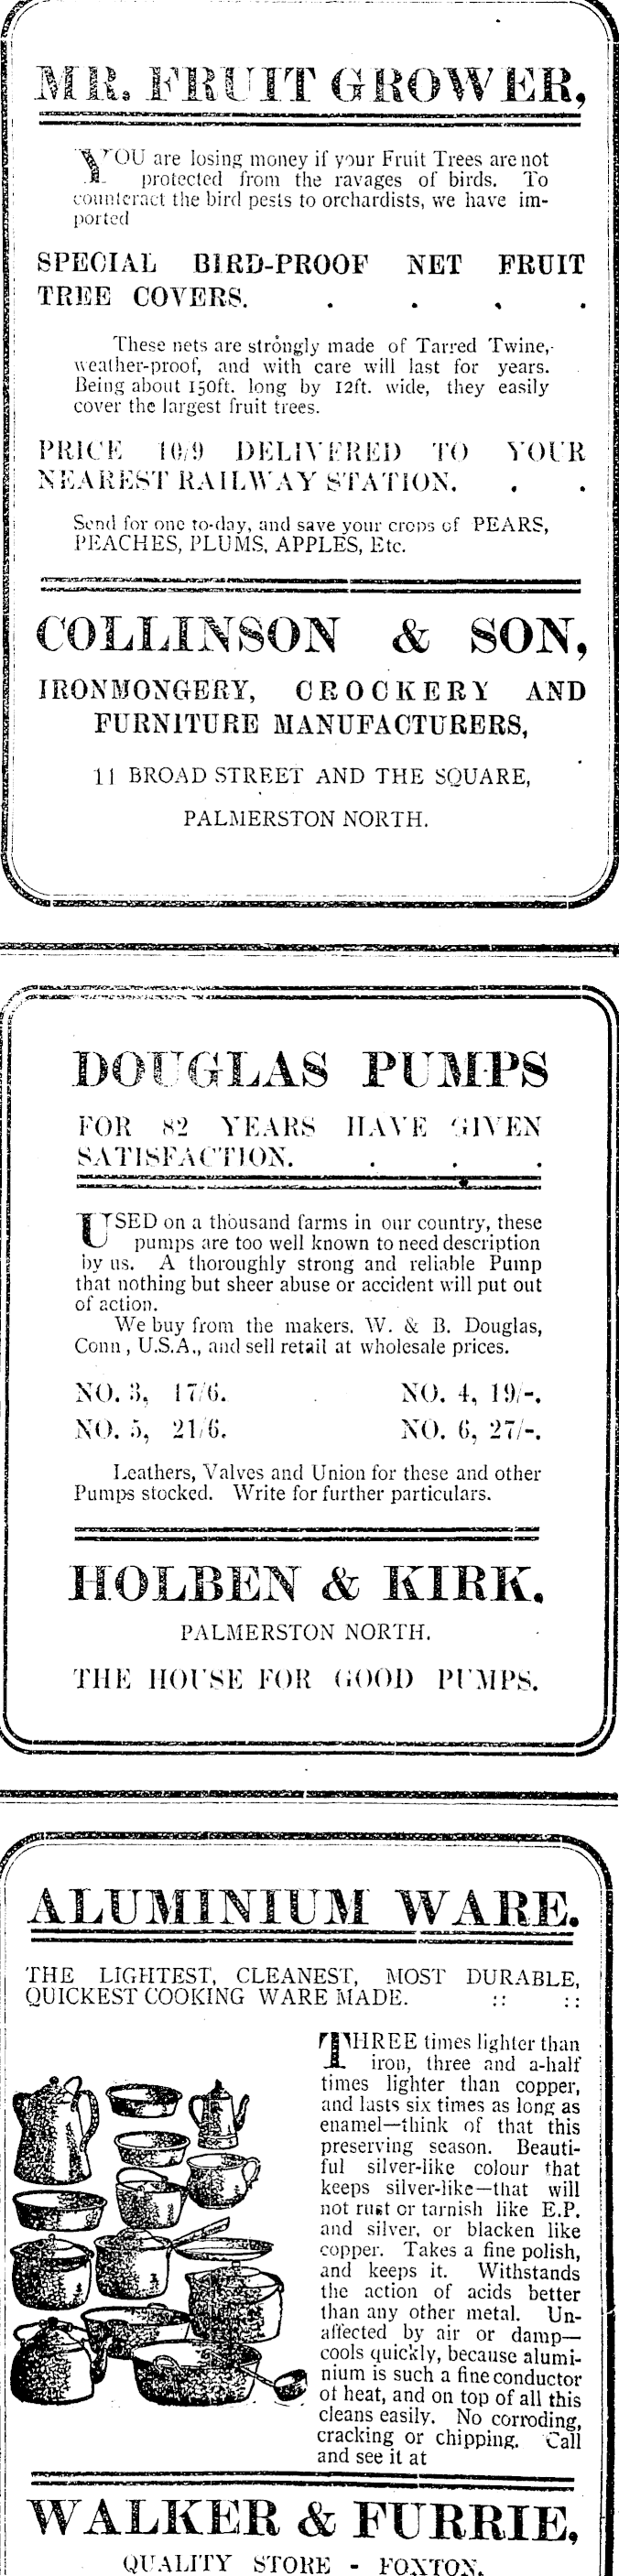 MR. FRUIT GROWER,
YOU are losing money if your Fruit Trees are not
protected from the ravages of birds. To
counteract the bird pests to orchardists, we have im-
ported
SPECIAL BIRD-PROOF NET FRUIT
TREE COVERS. . . . .
These nets are strongly made of Tarred Twine,
weather-proof, and with care will last for years.
Being about 150ft. long by 12ft. wide, they easily
cover the largest fruit trees.
PRICE 10/9 DELIVERED TO YOUR
NEAREST RAILWAY STATION. . .
Send for one to-day, and save your crops of PEARS,
PEACHES, PLUMS, APPLES, Etc.
COLLINSON & SON,
IRONMONGERY, CROCKERY AND
FURNITURE MANUFACTURERS,
11 BROAD STREET AND THE SQUARE,
PALMERSTON NORTH.
DOUGLAS PUMPS
FOR 82 YEARS HAVE GIVEN
SATISFACTION. . . .
USED on a thousand farms in our country, these
pumps are too well known to need description
by us. A thoroughly strong and reliable Pump
that nothing but sheer abuse or accident will put out
of action.
We buy from the makers, W. & B. Douglas,
Conn, U.S.A., and sell retail at wholesale prices.
NO. 3, 17/6. NO. 4, 19/-.
NO. 5, 21/6. NO. 6, 27/-.
Leathers, Valves and Union for these and other
Pumps stocked. Write for further particulars.
HOLBEN & KIRK.
PALMERSTON NORTH.
THE HOUSE FOR GOOD PUMPS.
ALUMINIUM WARE.
THE LIGHTEST, CLEANEST, MOST DURABLE,
QUICKEST COOKING WARE MADE. :: ::
THREE times lighter than
iron, three and a-half
times lighter than copper,
and lasts six times as long as
enamel—think of that this
preserving season. Beauti-
ful silver-like colour that
keeps silver-like—that will
not rust or tarnish like E.P.
and silver, or blacken like
copper. Takes a fine polish,
and keeps it. Withstands
the action of acids better
than any other metal. Un-
affected by air or damp—
cools quickly, because alumi-
nium is such a fine conductor
of heat, and on top of all this
cleans easily. No corroding,
cracking or chipping. Call
and see it at
WALKER & FURRIE,
QUALITY STORE - FOXTON.